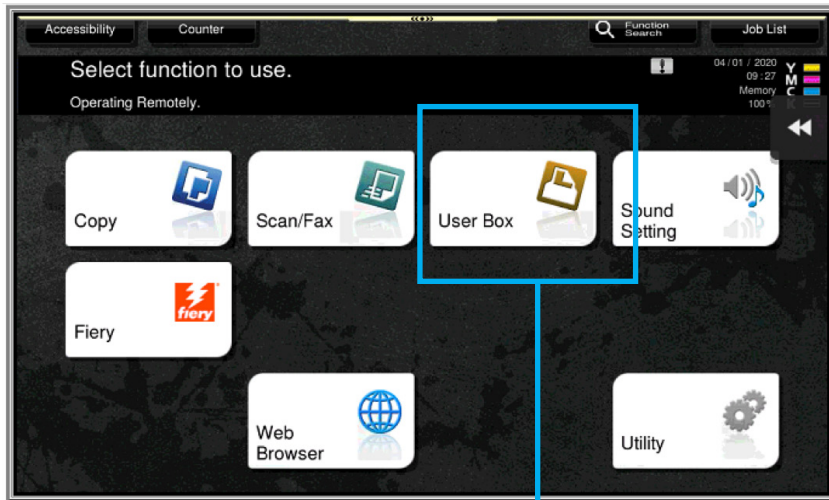 Accessibility
Counter
Function
Search
Job List
Select function to use.
Operating Remotely.
04/01/2020
09:27
Memory
100%
Y
M
C
K
Copy
Scan/Fax
User Box
Sound
Setting
Fiery
fiery
Web
Browser
Utility